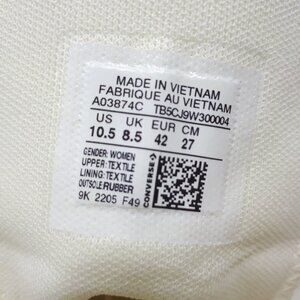 MADE IN VIETNAM
FABRIQUE AU VIETNAM
A03874C TB5CJ9W300004
US UK EUR CM
10.5 8.5 42 27
GENDER: WOMEN
UPPER: TEXTILE
LINING: TEXTILE
OUTSOLE: RUBBER
9K 2205 F49
CONVERSE